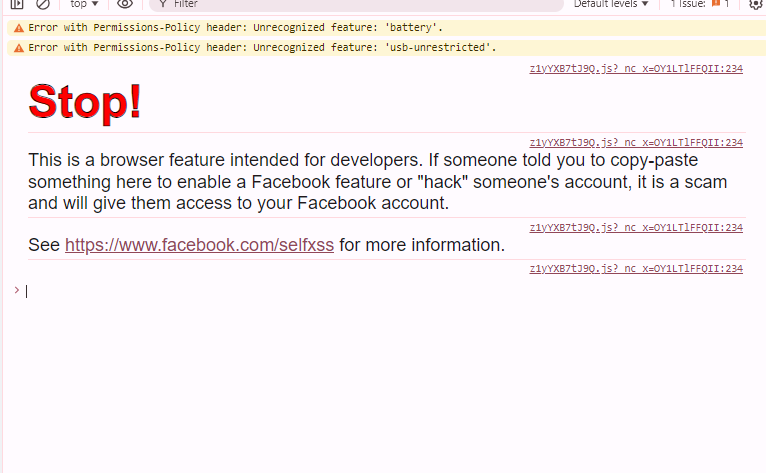 top ▼ Filter Default levels ▼ 1 Issue: 1
Error with Permissions-Policy header: Unrecognized feature: 'battery'.
Error with Permissions-Policy header: Unrecognized feature: 'usb-unrestricted'.
z1yYXB7tJ9Q.js?_nc_x=OY1LTlFFQII:234
Stop!
z1yYXB7tJ9Q.js?_nc_x=OY1LTlFFQII:234
This is a browser feature intended for developers. If someone told you to copy-paste
something here to enable a Facebook feature or "hack" someone's account, it is a scam
and will give them access to your Facebook account.
z1yYXB7tJ9Q.js?_nc_x=OY1LTlFFQII:234
See https://www.facebook.com/selfxss for more information.
z1yYXB7tJ9Q.js?_nc_x=OY1LTlFFQII:234